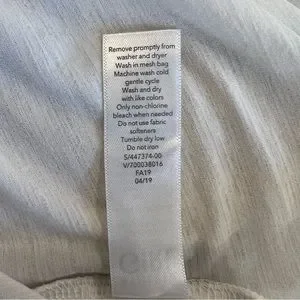 Remove promptly from
washer and dryer
Wash in mesh bag
Machine wash cold
gentle cycle
Wash and dry
with like colors
Only non-chlorine
bleach when needed
Do not use fabric
softeners
Tumble dry low
Do not iron
S/447374-00
V/700038016
FA19
04/19